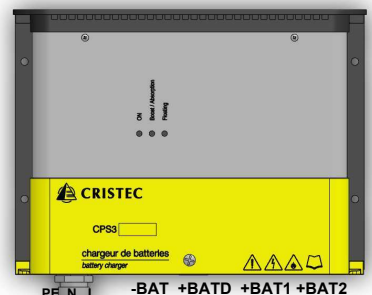 ON
Boost / Absorption
Floating
CRISTEC
CPS3
chargeur de batteries
battery charger
PE N L -BAT +BATD +BAT1 +BAT2